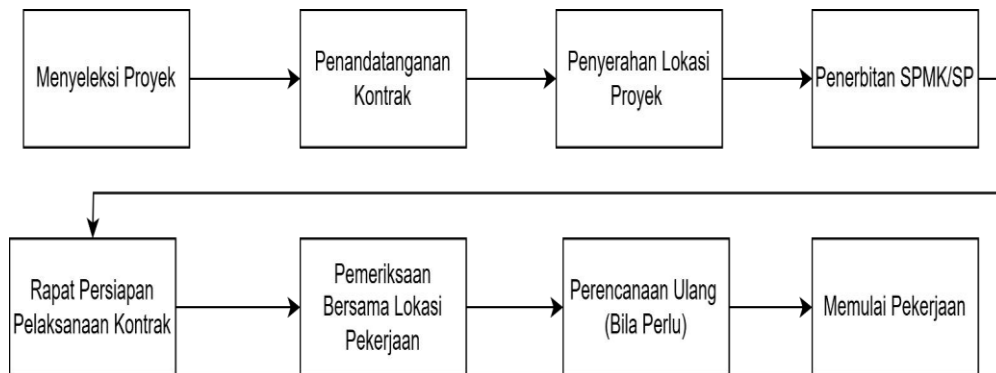 Menyeleksi Proyek
Penandatanganan
Kontrak
Penyerahan Lokasi
Proyek
Penerbitan SPMK/SP
Rapat Persiapan
Pelaksanaan Kontrak
Pemeriksaan
Bersama Lokasi
Pekerjaan
Perencanaan Ulang
(Bila Perlu)
Memulai Pekerjaan